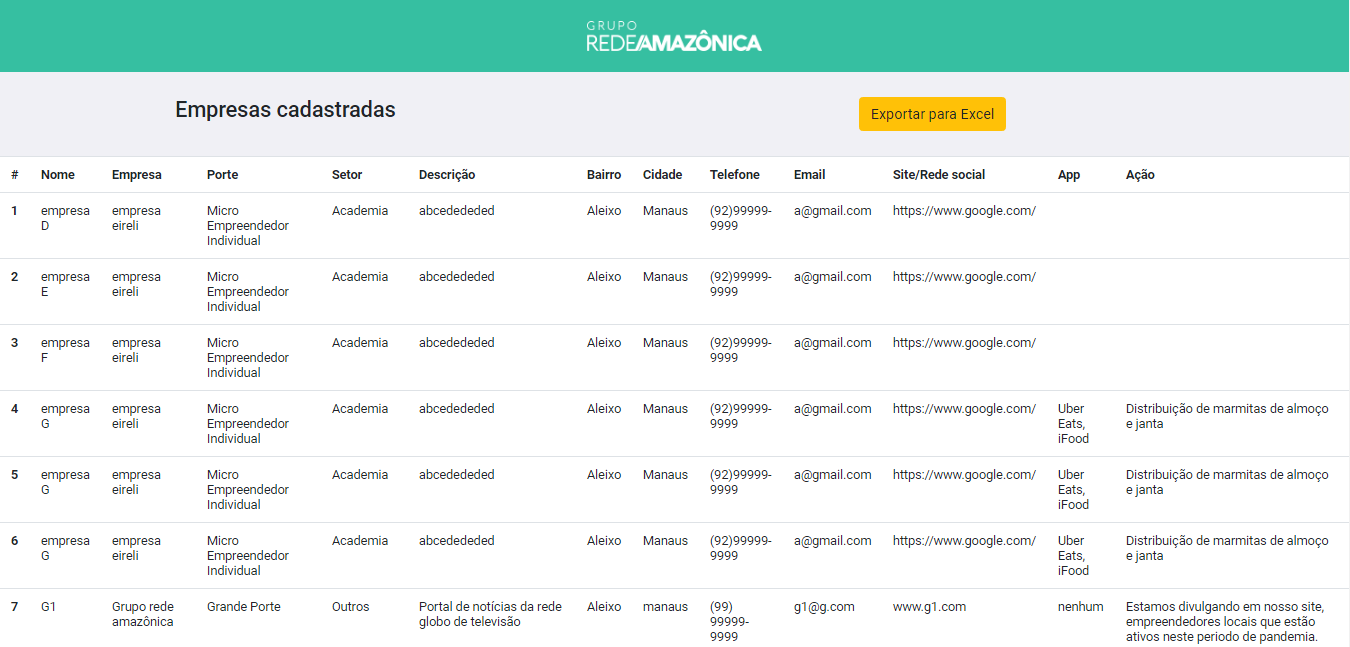 GRUPO
REDEAMAZÔNICA
Empresas cadastradas
Exportar para Excel
# Nome Empresa Porte Setor Descrição Bairro Cidade Telefone Email Site/Rede social App Ação
1 empresa empresa Micro Academia abcedededed Aleixo Manaus (92)99999- a@gmail.com https://www.google.com/
D eireli Empreendedor 9999
Individual
2 empresa empresa Micro Academia abcedededed Aleixo Manaus (92)99999- a@gmail.com https://www.google.com/
E eireli Empreendedor 9999
Individual
3 empresa empresa Micro Academia abcedededed Aleixo Manaus (92)99999- a@gmail.com https://www.google.com/
F eireli Empreendedor 9999
Individual
4 empresa empresa Micro Academia abcedededed Aleixo Manaus (92)99999- a@gmail.com https://www.google.com/ Uber Distribuição de marmitas de almoço
G eireli Empreendedor 9999 Eats, e janta
Individual iFood
5 empresa empresa Micro Academia abcedededed Aleixo Manaus (92)99999- a@gmail.com https://www.google.com/ Uber Distribuição de marmitas de almoço
G eireli Empreendedor 9999 Eats, e janta
Individual iFood
6 empresa empresa Micro Academia abcedededed Aleixo Manaus (92)99999- a@gmail.com https://www.google.com/ Uber Distribuição de marmitas de almoço
G eireli Empreendedor 9999 Eats, e janta
Individual iFood
7 G1 Grupo rede Grande Porte Outros Portal de notícias da rede Aleixo manaus (99) g1@g.com www.g1.com nenhum Estamos divulgando em nosso site,
amazônica globo de televisão 99999- empreendedores locais que estão
9999 ativos neste periodo de pandemia.